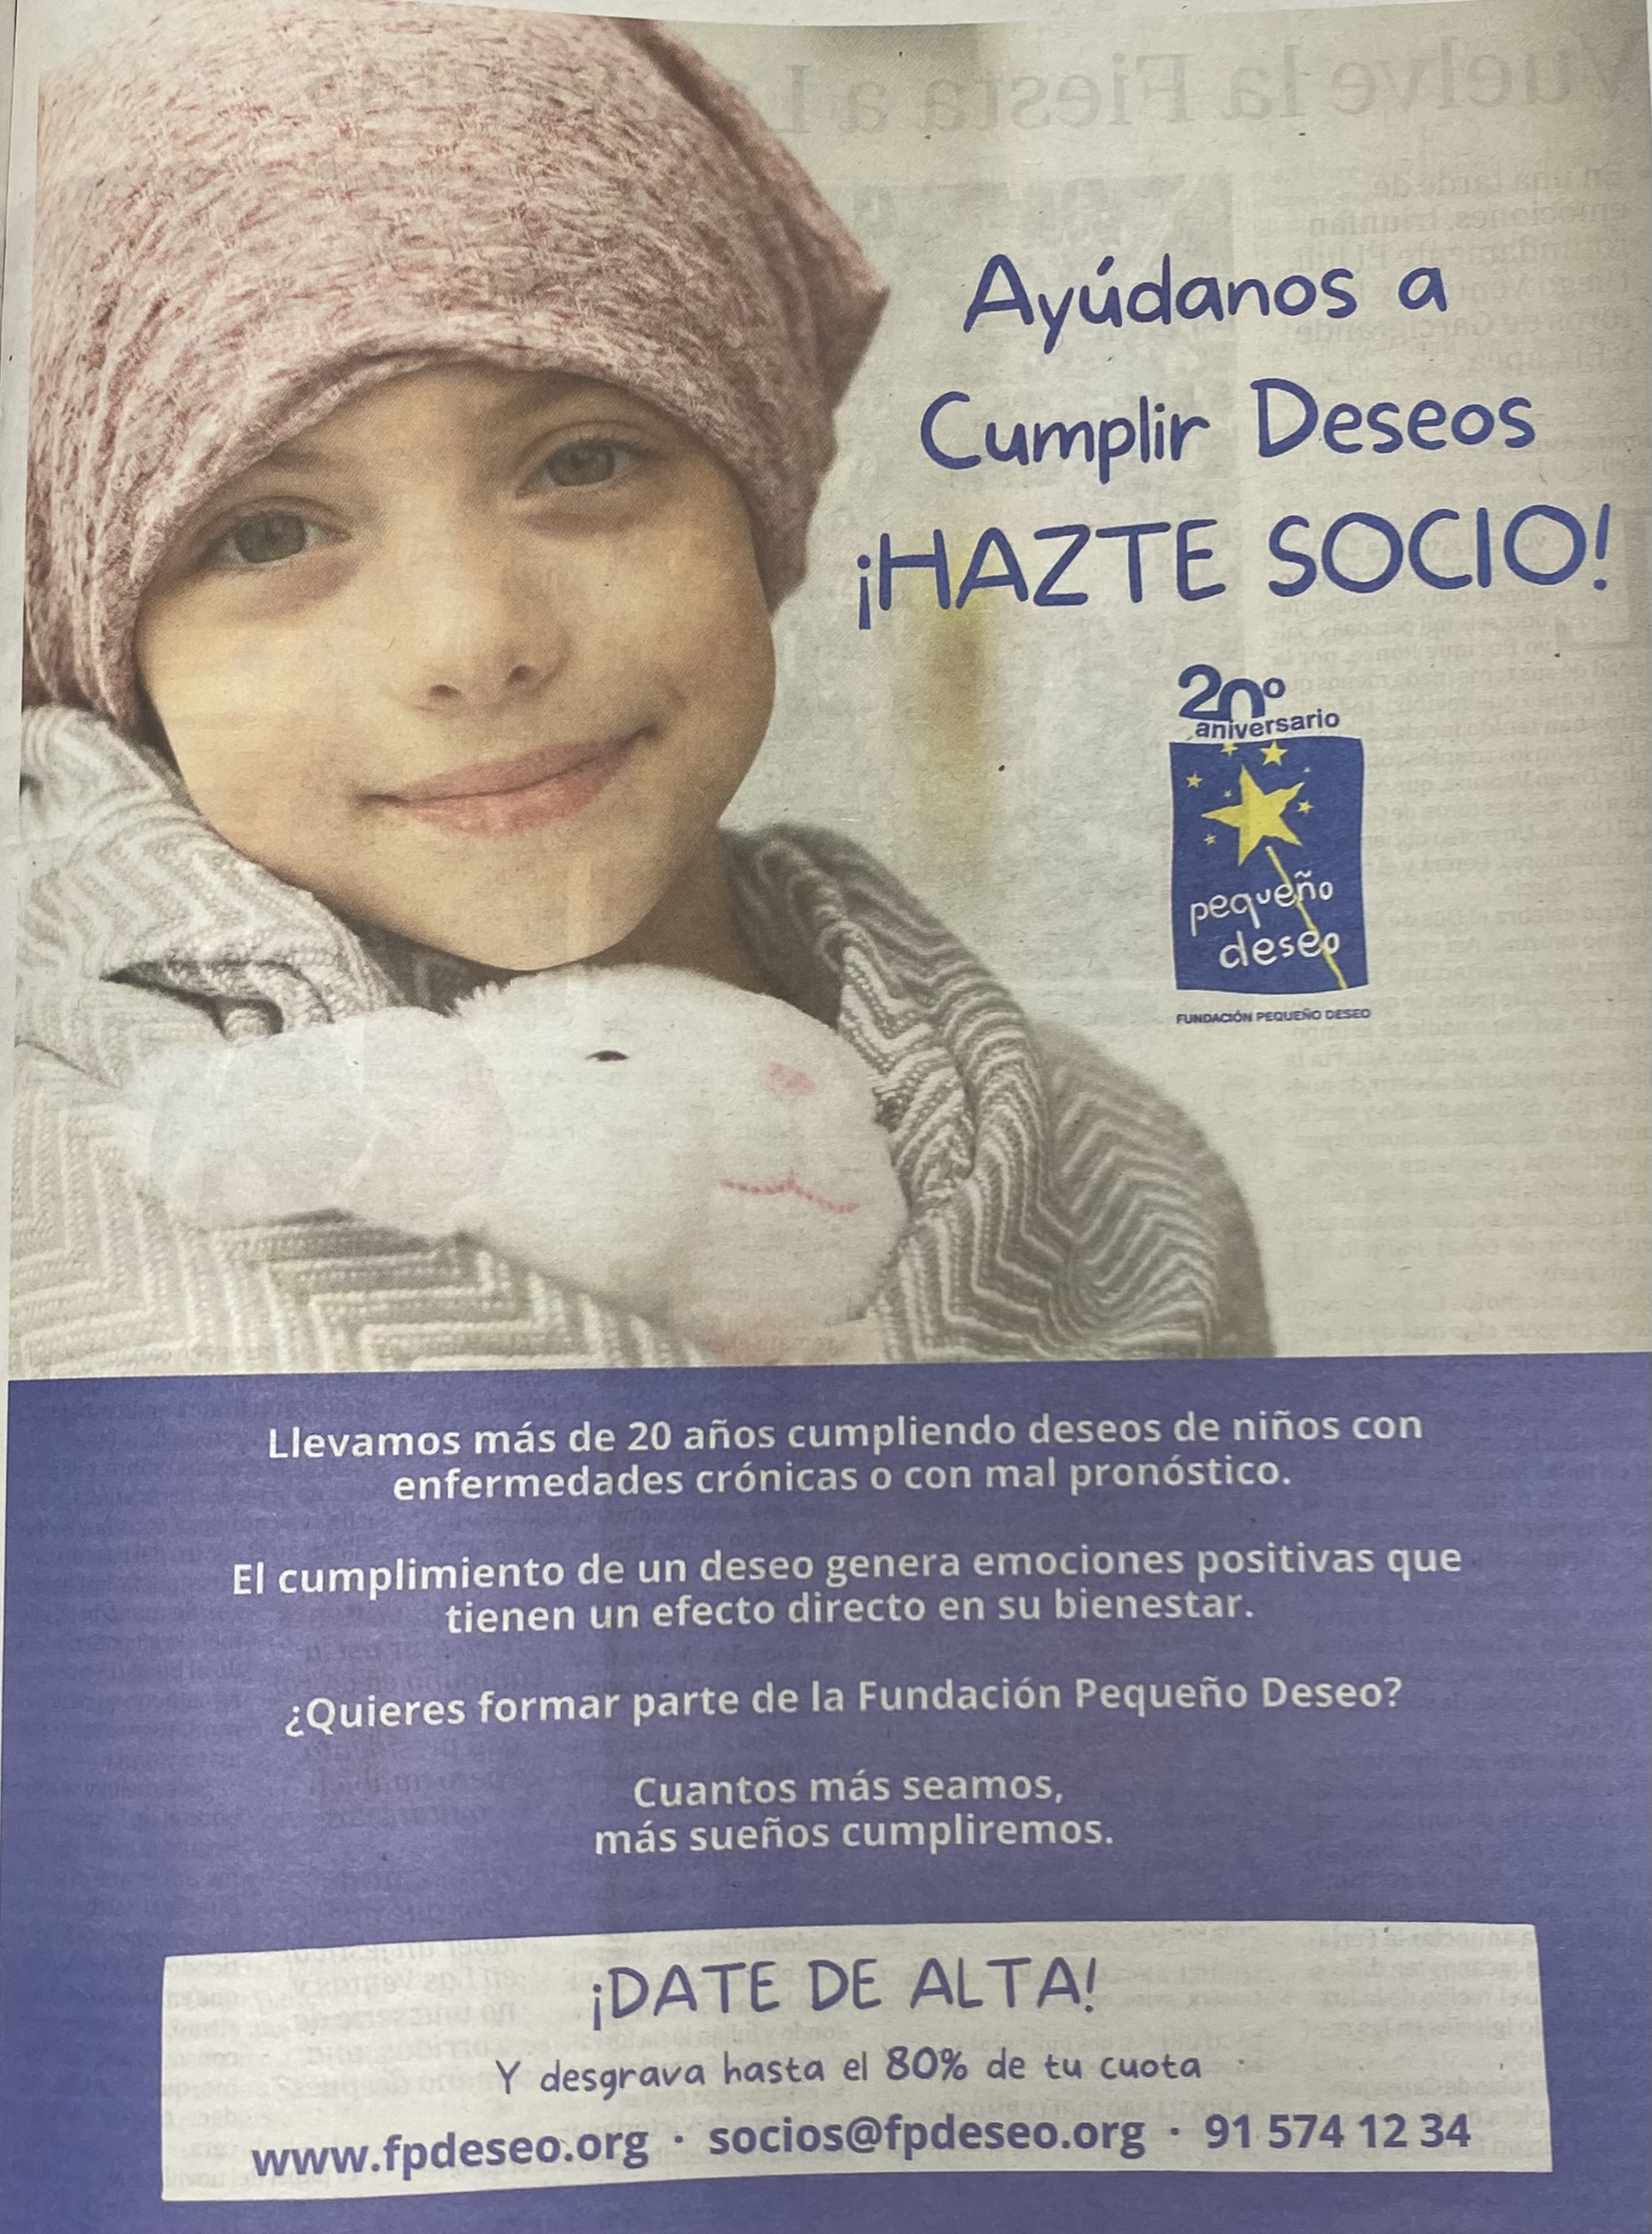 Vuelve la Fiesta a L
Ayúdanos a
Cumplir Deseos
¡HAZTE SOCIO!
20º
aniversario
pequeño
deseo
FUNDACIÓN PEQUEÑO DESEO
Llevamos más de 20 años cumpliendo deseos de niños con
enfermedades crónicas o con mal pronóstico.
El cumplimiento de un deseo genera emociones positivas que
tienen un efecto directo en su bienestar.
¿Quieres formar parte de la Fundación Pequeño Deseo?
Cuantos más seamos,
más sueños cumpliremos.
¡DATE DE ALTA!
Y desgrava hasta el 80% de tu cuota
www.fpdeseo.org · socios@fpdeseo.org · 91 574 12 34